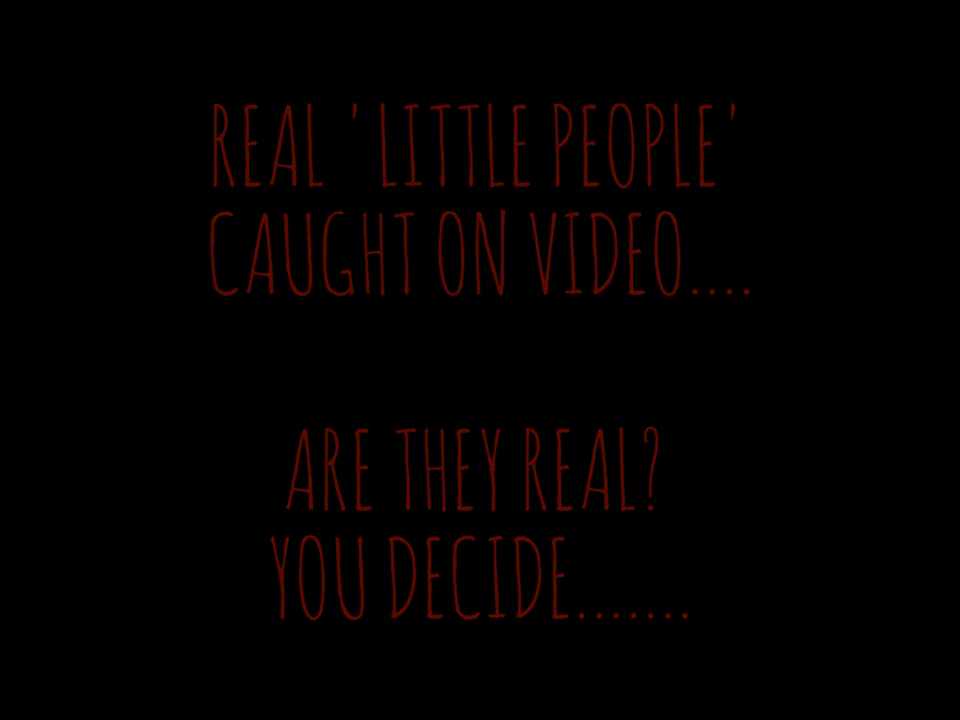 REAL 'LITTLE PEOPLE'
CAUGHT ON VIDEO....
ARE THEY REAL?
YOU DECIDE.......